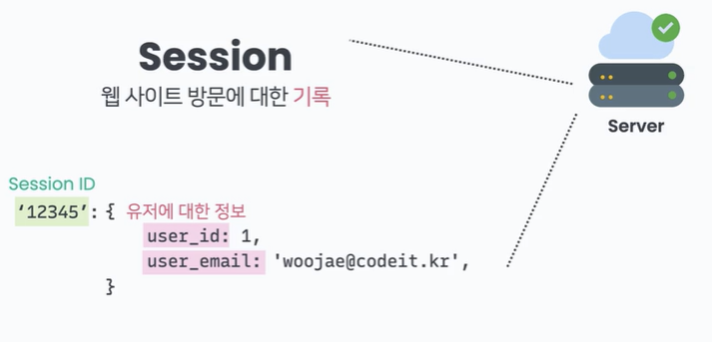 Session
웹 사이트 방문에 대한 기록
Server
Session ID
‘12345’: { 유저에 대한 정보
user_id: 1,
user_email: 'woojae@codeit.kr',
}